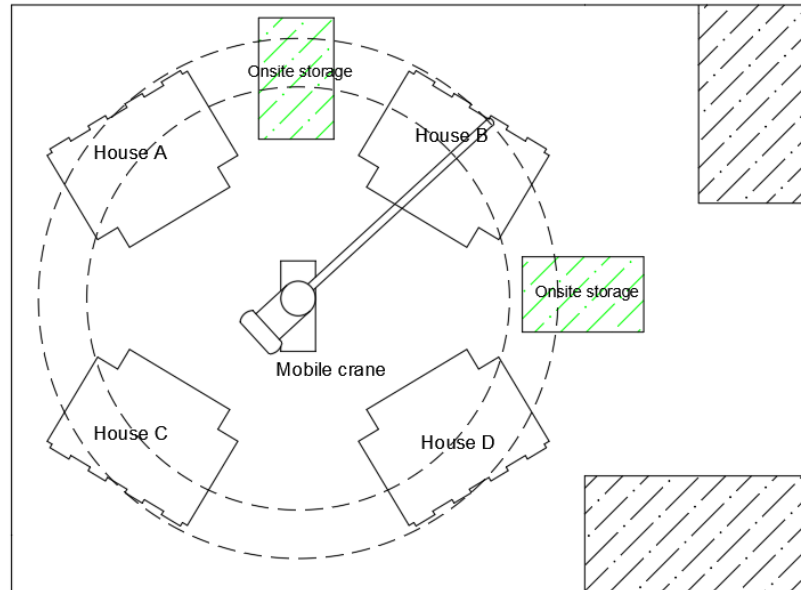 Onsite storage
House A
House B
Onsite storage
Mobile crane
House C
House D